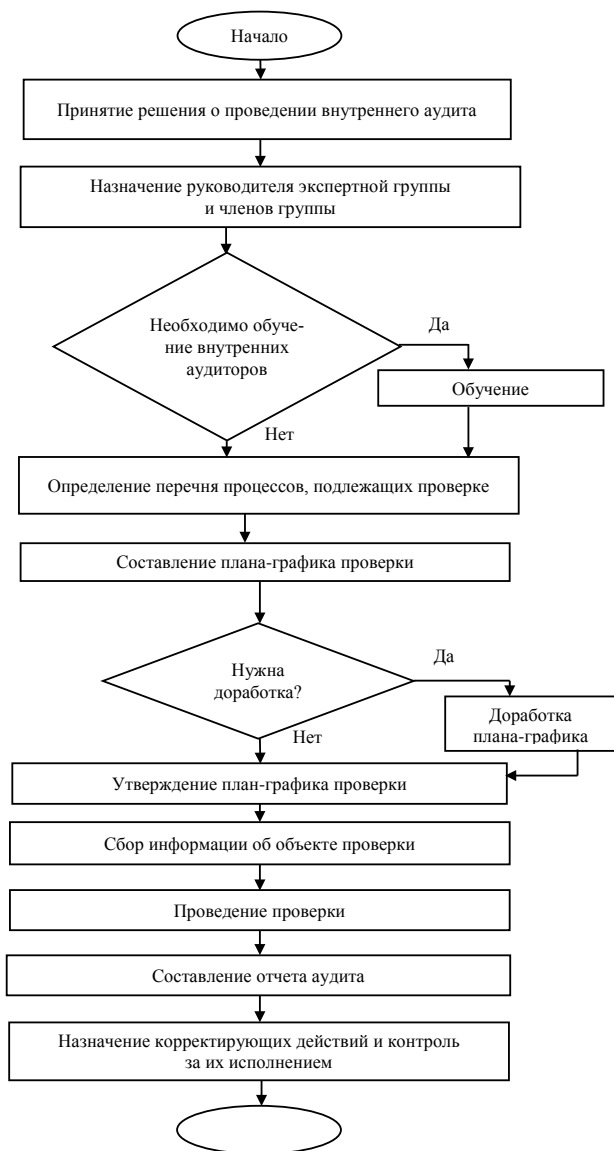 Начало
Принятие решения о проведении внутреннего аудита
Назначение руководителя экспертной группы
и членов группы
Необходимо обуче-
ние внутренних
аудиторов
Да
Обучение
Нет
Определение перечня процессов, подлежащих проверке
Составление плана-графика проверки
Нужна
доработка?
Да
Доработка
плана-графика
Нет
Утверждение план-графика проверки
Сбор информации об объекте проверки
Проведение проверки
Составление отчета аудита
Назначение корректирующих действий и контроль
за их исполнением